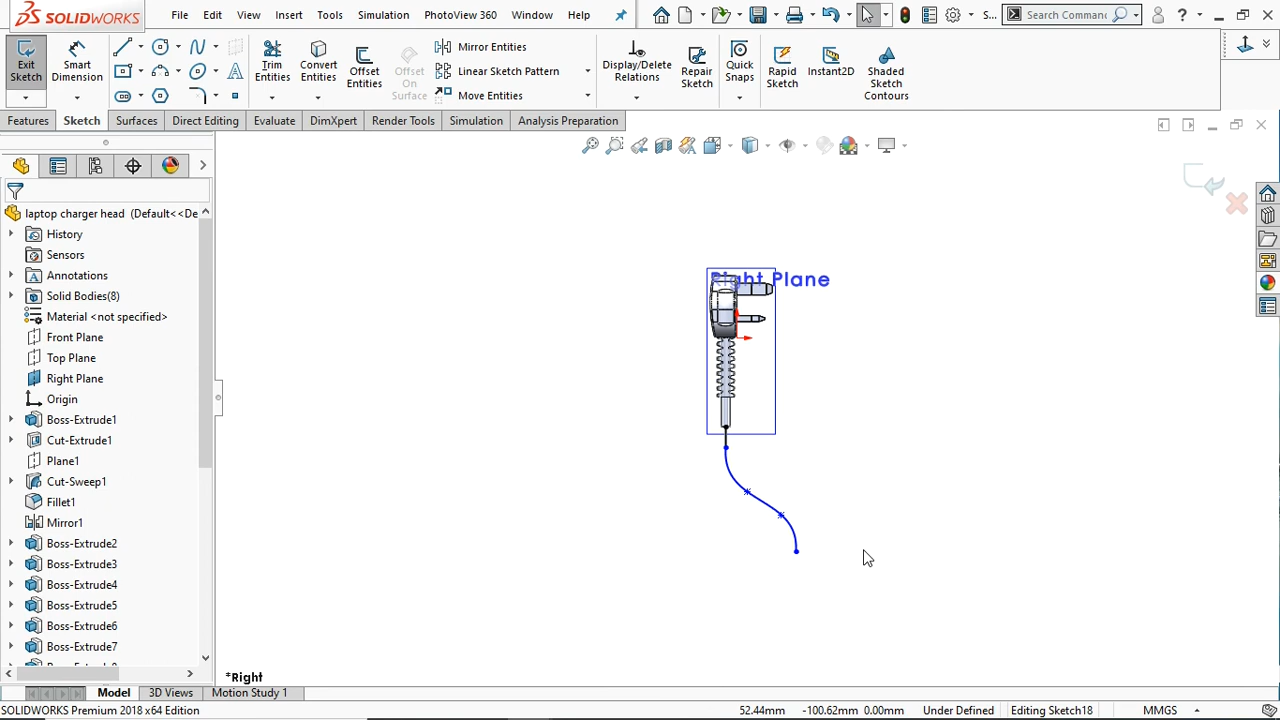 SOLIDWORKS
File Edit View Insert Tools Simulation PhotoView 360 Window Help
S...
Search Commands
?
Exit Sketch
Smart Dimension
Trim Entities
Convert Entities
Offset Entities
Offset On Surface
Mirror Entities
Linear Sketch Pattern
Move Entities
Display/Delete Relations
Repair Sketch
Quick Snaps
Rapid Sketch
Instant2D
Shaded Sketch Contours
Features Sketch Surfaces Direct Editing Evaluate DimXpert Render Tools Simulation Analysis Preparation
laptop charger head (Default<<De
History
Sensors
Annotations
Solid Bodies(8)
Material <not specified>
Front Plane
Top Plane
Right Plane
Origin
Boss-Extrude1
Cut-Extrude1
Plane1
Cut-Sweep1
Fillet1
Mirror1
Boss-Extrude2
Boss-Extrude3
Boss-Extrude4
Boss-Extrude5
Boss-Extrude6
Boss-Extrude7
Right Plane
*Right
Model 3D Views Motion Study 1
SOLIDWORKS Premium 2018 x64 Edition 52.44mm -100.62mm 0.00mm Under Defined Editing Sketch18 MMGS